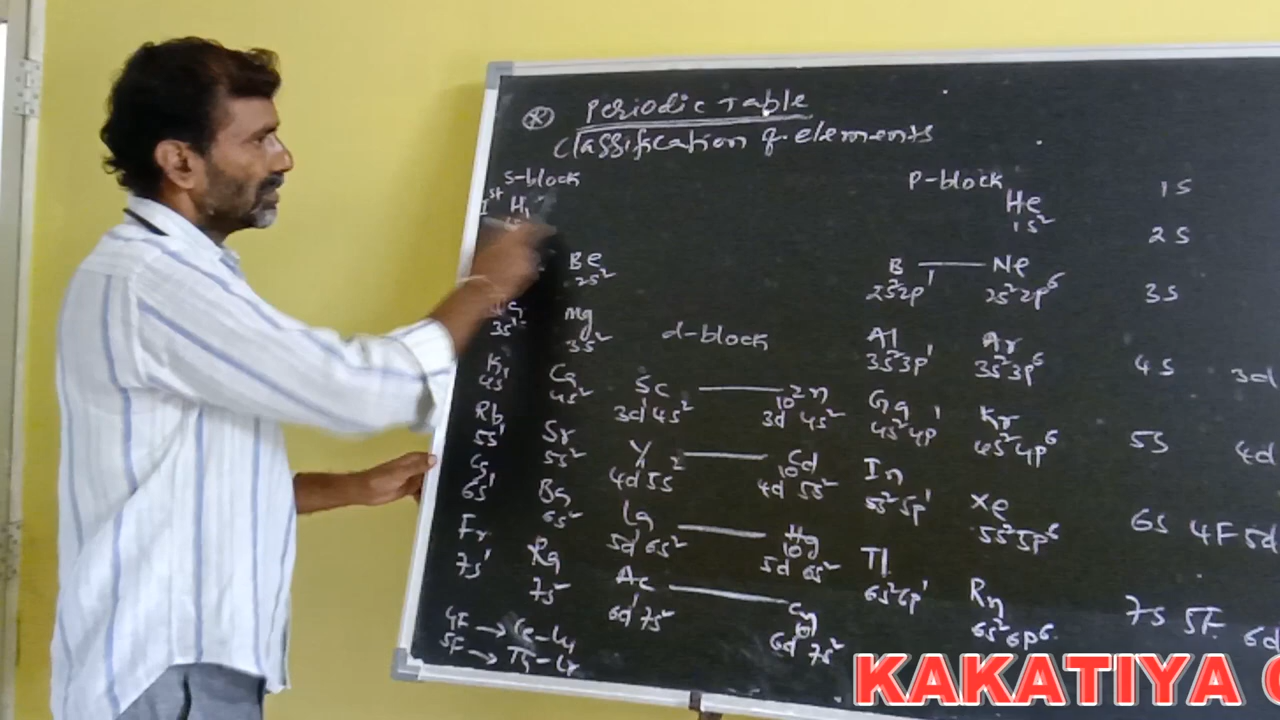 Periodic Table
Classification of elements
S-block P-block
Ist H He 1S
1s²
2S
Be B — Ne
2s² 2s²2p¹ 2s²2p⁶ 3S
Mg d-block Al Ar
3s¹ 3s² 3s²3p¹ 3s²3p⁶ 4S 3d
K Ca Sc — Zn Ga Kr
4s¹ 4s² 3d¹4s² 3d¹⁰4s² 4s²4p¹ 4s²4p⁶ 5S 4d
Rb Sr Y — Cd In Xe
5s¹ 5s² 4d¹5s² 4d¹⁰5s² 5s²5p¹ 5s²5p⁶ 6S 4F 5d
Cs Ba La — Hg Tl Rn
6s¹ 6s² 5d¹6s² 5d¹⁰6s² 6s²6p¹ 6s²6p⁶ 7S 5F 6d
Fr Ra Ac — Cn
7s¹ 7s² 6d¹7s² 6d¹⁰7s²
4F → Ce-Lu
5F → Th-Lr
KAKATIYA